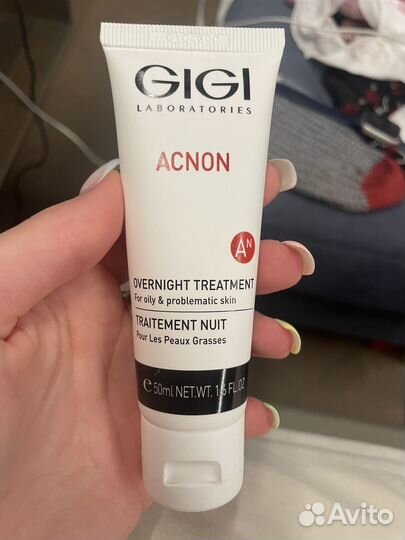 GIGI
LABORATORIES
ACNON
AN
OVERNIGHT TREATMENT
For oily & problematic skin
TRAITEMENT NUIT
Pour Les Peaux Grasses
℮ 50ml NET.WT. 1.6 FL.OZ
Avito